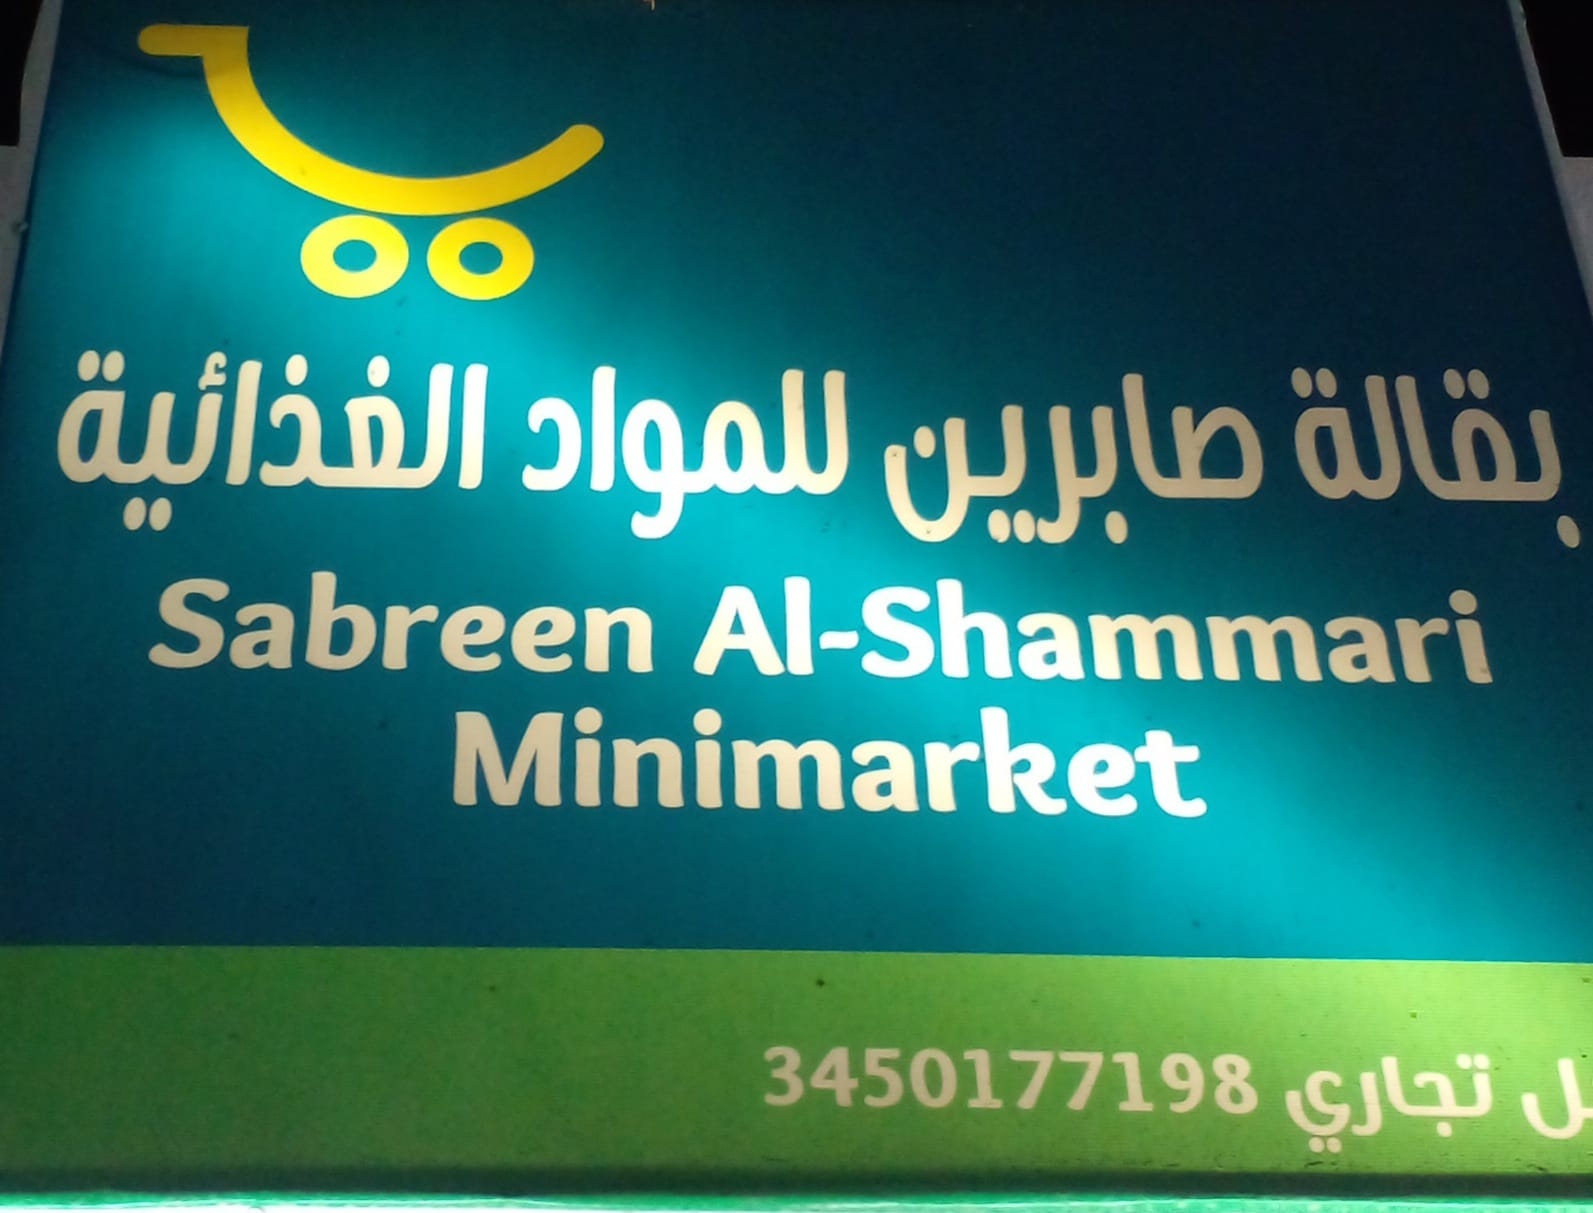 بقالة صابرين للمواد الغذائية
Sabreen Al-Shammari
Minimarket
تجاري 3450177198